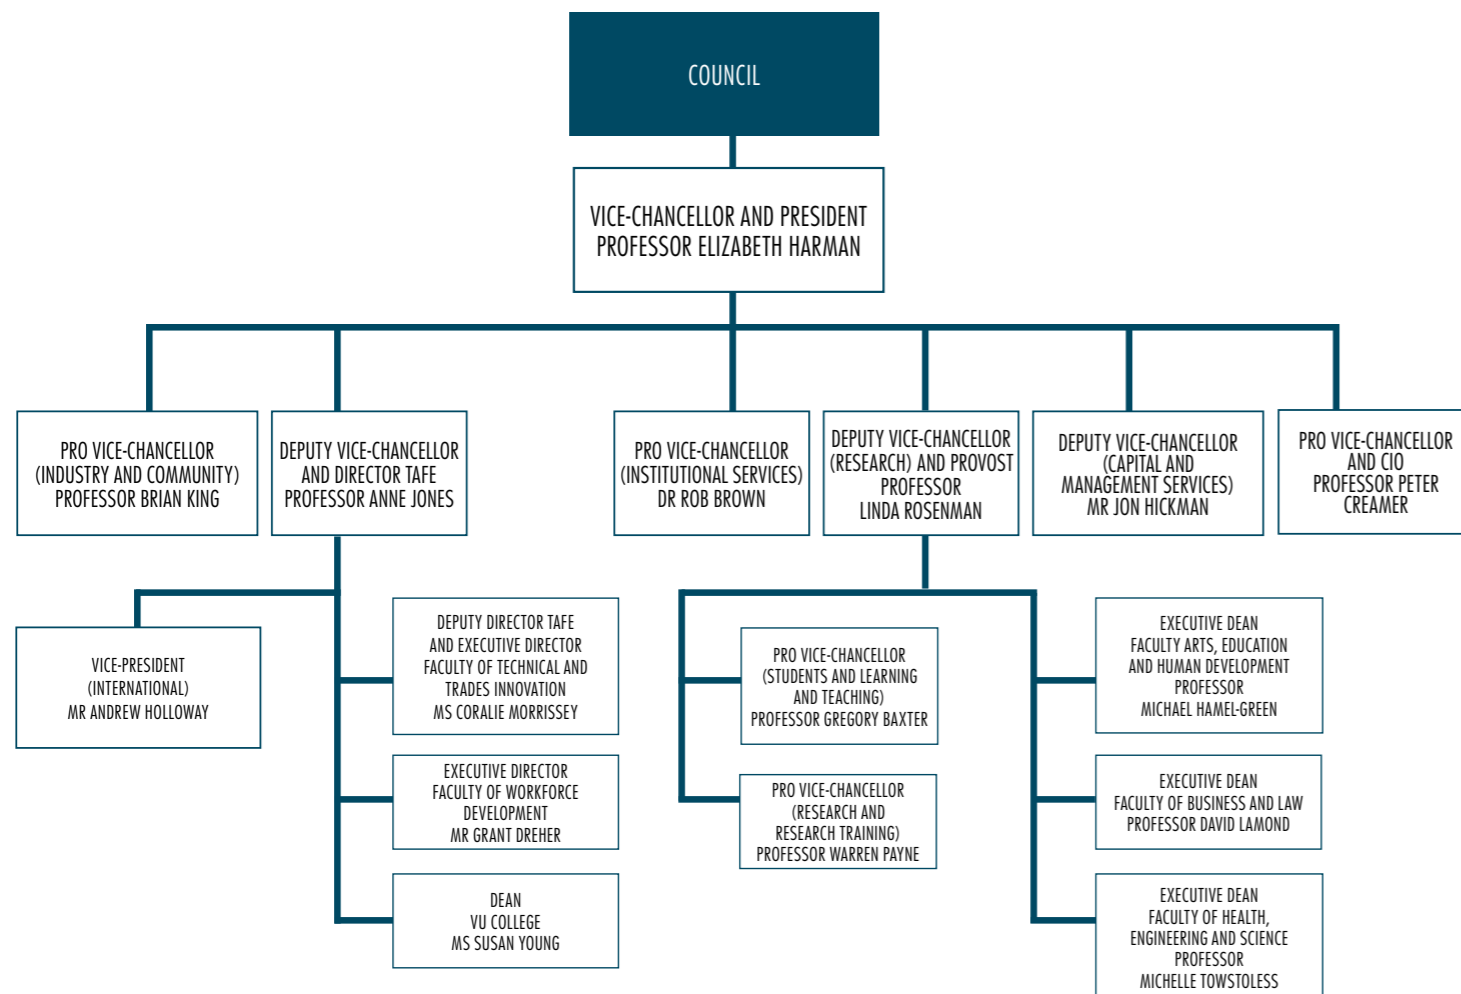 COUNCIL
VICE-CHANCELLOR AND PRESIDENT
PROFESSOR ELIZABETH HARMAN
PRO VICE-CHANCELLOR
(INDUSTRY AND COMMUNITY)
PROFESSOR BRIAN KING
DEPUTY VICE-CHANCELLOR
AND DIRECTOR TAFE
PROFESSOR ANNE JONES
PRO VICE-CHANCELLOR
(INSTITUTIONAL SERVICES)
DR ROB BROWN
DEPUTY VICE-CHANCELLOR
(RESEARCH) AND PROVOST
PROFESSOR
LINDA ROSENMAN
DEPUTY VICE-CHANCELLOR
(CAPITAL AND
MANAGEMENT SERVICES)
MR JON HICKMAN
PRO VICE-CHANCELLOR
AND CIO
PROFESSOR PETER
CREAMER
VICE-PRESIDENT
(INTERNATIONAL)
MR ANDREW HOLLOWAY
DEPUTY DIRECTOR TAFE
AND EXECUTIVE DIRECTOR
FACULTY OF TECHNICAL AND
TRADES INNOVATION
MS CORALIE MORRISSEY
EXECUTIVE DIRECTOR
FACULTY OF WORKFORCE
DEVELOPMENT
MR GRANT DREHER
DEAN
VU COLLEGE
MS SUSAN YOUNG
PRO VICE-CHANCELLOR
(STUDENTS AND LEARNING
AND TEACHING)
PROFESSOR GREGORY BAXTER
PRO VICE-CHANCELLOR
(RESEARCH AND
RESEARCH TRAINING)
PROFESSOR WARREN PAYNE
EXECUTIVE DEAN
FACULTY ARTS, EDUCATION
AND HUMAN DEVELOPMENT
PROFESSOR
MICHAEL HAMEL-GREEN
EXECUTIVE DEAN
FACULTY OF BUSINESS AND LAW
PROFESSOR DAVID LAMOND
EXECUTIVE DEAN
FACULTY OF HEALTH,
ENGINEERING AND SCIENCE
PROFESSOR
MICHELLE TOWSTOLESS